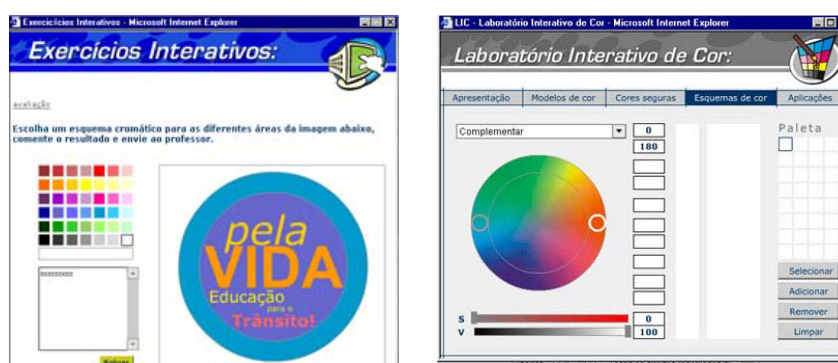 Exercícios Interativos - Microsoft Internet Explorer
Exercícios Interativos:
Escolha um esquema cromático para as diferentes áreas da imagem abaixo,
comente o resultado e envie ao professor.
pela
VIDA
Educação
para o
Trânsito!
LIC - Laboratório Interativo de Cor - Microsoft Internet Explorer
Laboratório Interativo de Cor:
Apresentação Modelos de cor Cores seguras Esquemas de cor Aplicações
Complementar
0
180
Paleta
Selecionar
Adicionar
Remover
Limpar
S 0
V 100